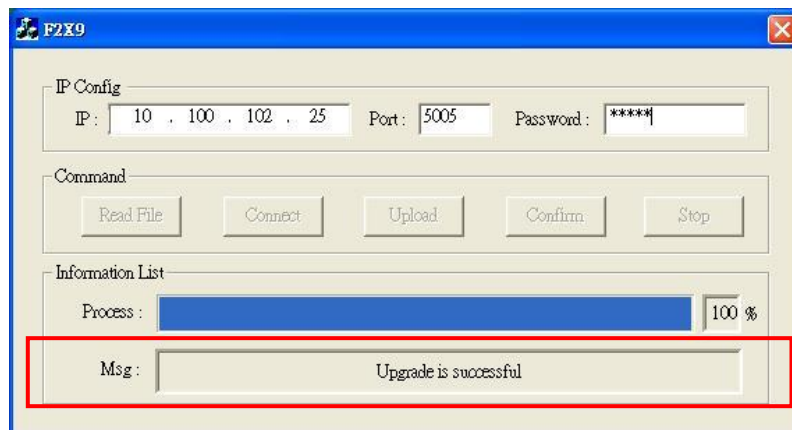 F2X9
IP Config
IP : 10 . 100 . 102 . 25 Port : 5005 Password : *****
Command
Read File Connect Upload Confirm Stop
Information List
Process : 100 %
Msg : Upgrade is successful